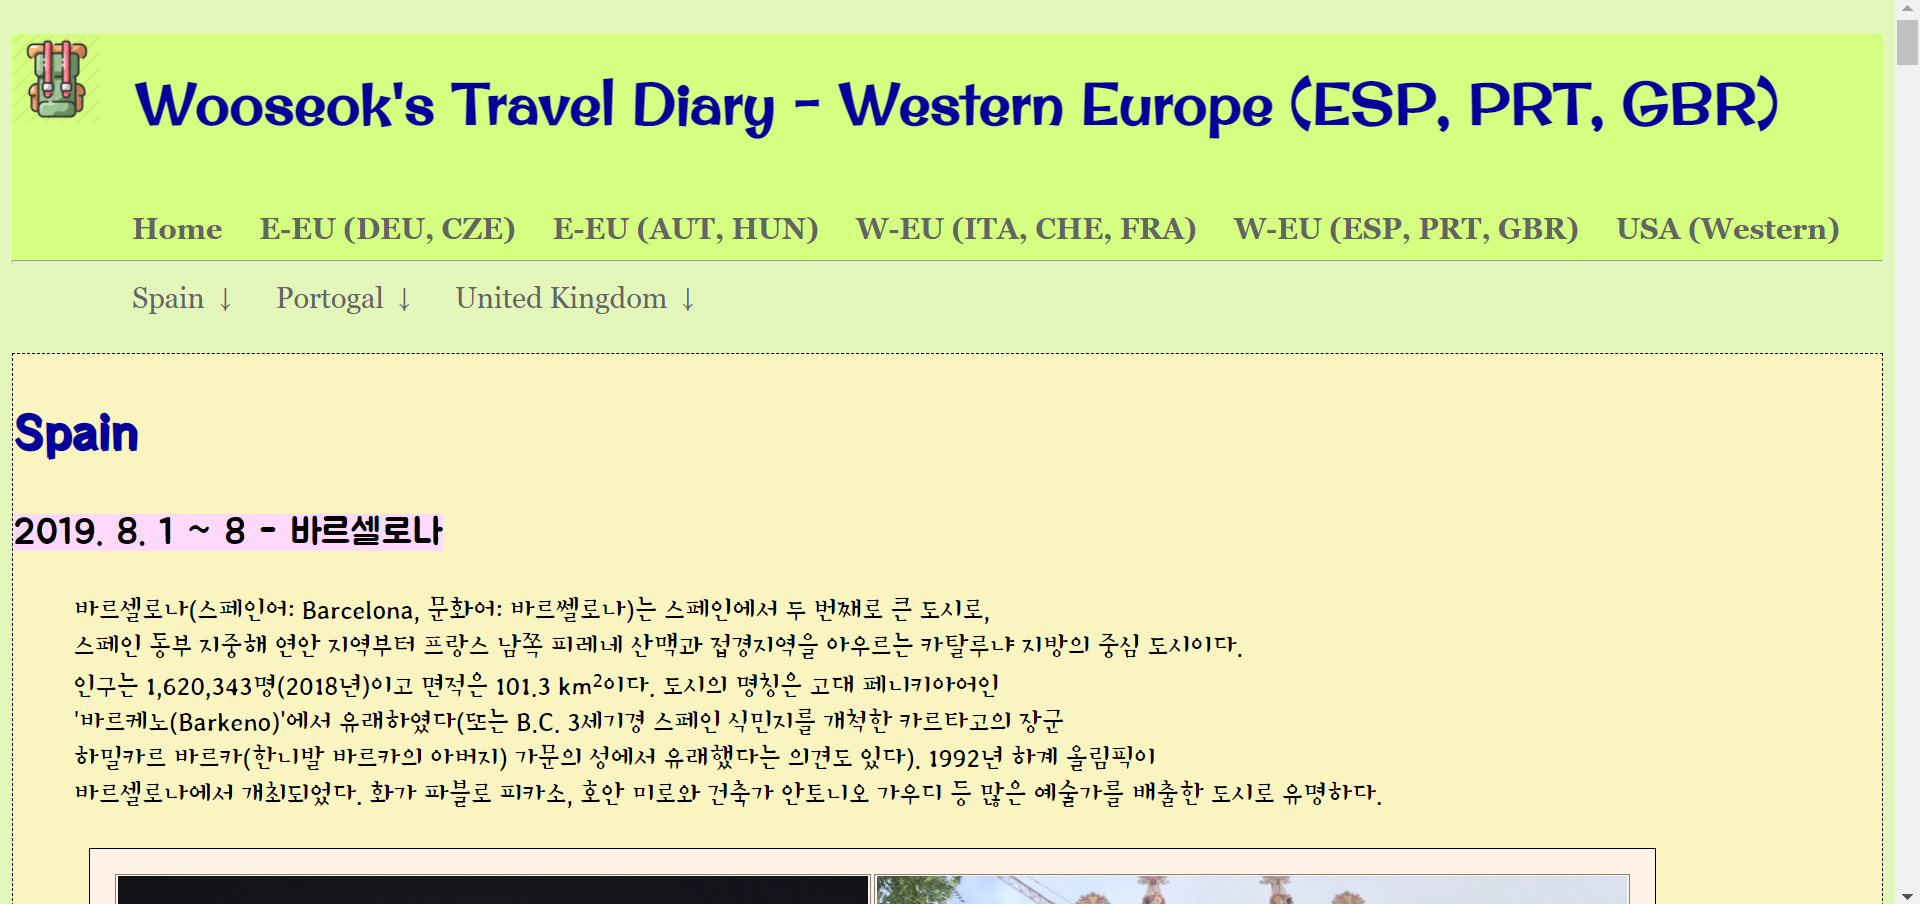 Wooseok's Travel Diary - Western Europe (ESP, PRT, GBR)
Home E-EU (DEU, CZE) E-EU (AUT, HUN) W-EU (ITA, CHE, FRA) W-EU (ESP, PRT, GBR) USA (Western)
Spain ↓ Portogal ↓ United Kingdom ↓
Spain
2019. 8. 1 ~ 8 - 바르셀로나
바르셀로나(스페인어: Barcelona, 문화어: 바르쎌로나)는 스페인에서 두 번째로 큰 도시로,
스페인 동부 지중해 연안 지역부터 프랑스 남쪽 피레네 산맥과 접경지역을 아우르는 카탈루냐 지방의 중심 도시이다.
인구는 1,620,343명(2018년)이고 면적은 101.3 km²이다. 도시의 명칭은 고대 페니키아어인
'바르케노(Barkeno)'에서 유래하였다(또는 B.C. 3세기경 스페인 식민지를 개척한 카르타고의 장군
하밀카르 바르카(한니발 바르카의 아버지) 가문의 성에서 유래했다는 의견도 있다). 1992년 하계 올림픽이
바르셀로나에서 개최되었다. 화가 파블로 피카소, 호안 미로와 건축가 안토니오 가우디 등 많은 예술가를 배출한 도시로 유명하다.